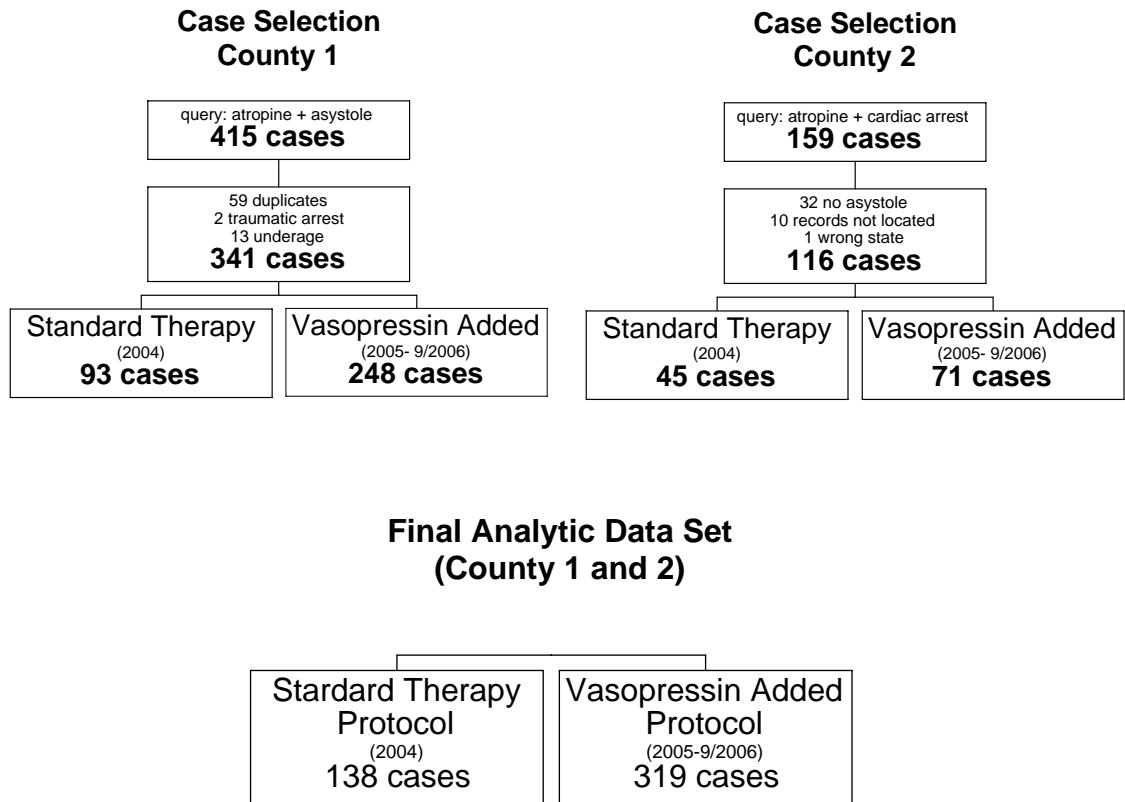 Case Selection
County 1
query: atropine + asystole
415 cases
59 duplicates
2 traumatic arrest
13 underage
341 cases
Standard Therapy
(2004)
93 cases
Vasopressin Added
(2005- 9/2006)
248 cases
Case Selection
County 2
query: atropine + cardiac arrest
159 cases
32 no asystole
10 records not located
1 wrong state
116 cases
Standard Therapy
(2004)
45 cases
Vasopressin Added
(2005- 9/2006)
71 cases
Final Analytic Data Set
(County 1 and 2)
Stardard Therapy
Protocol
(2004)
138 cases
Vasopressin Added
Protocol
(2005-9/2006)
319 cases